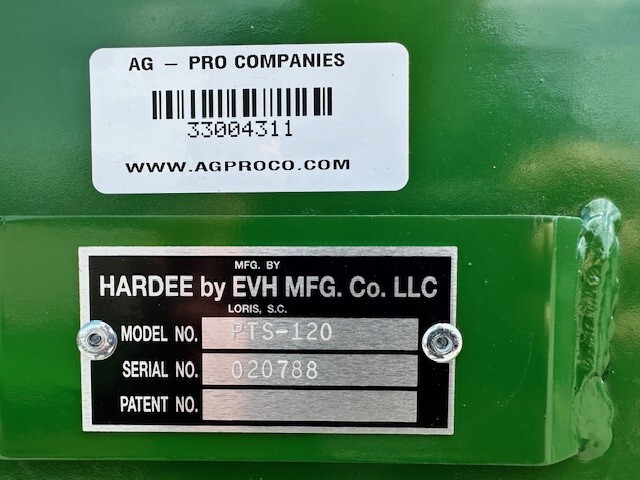 AG – PRO COMPANIES
33004311
WWW.AGPROCO.COM
MFG. BY
HARDEE by EVH MFG. Co. LLC
LORIS, S.C.
MODEL NO. PTS-120
SERIAL NO. 020788
PATENT NO.